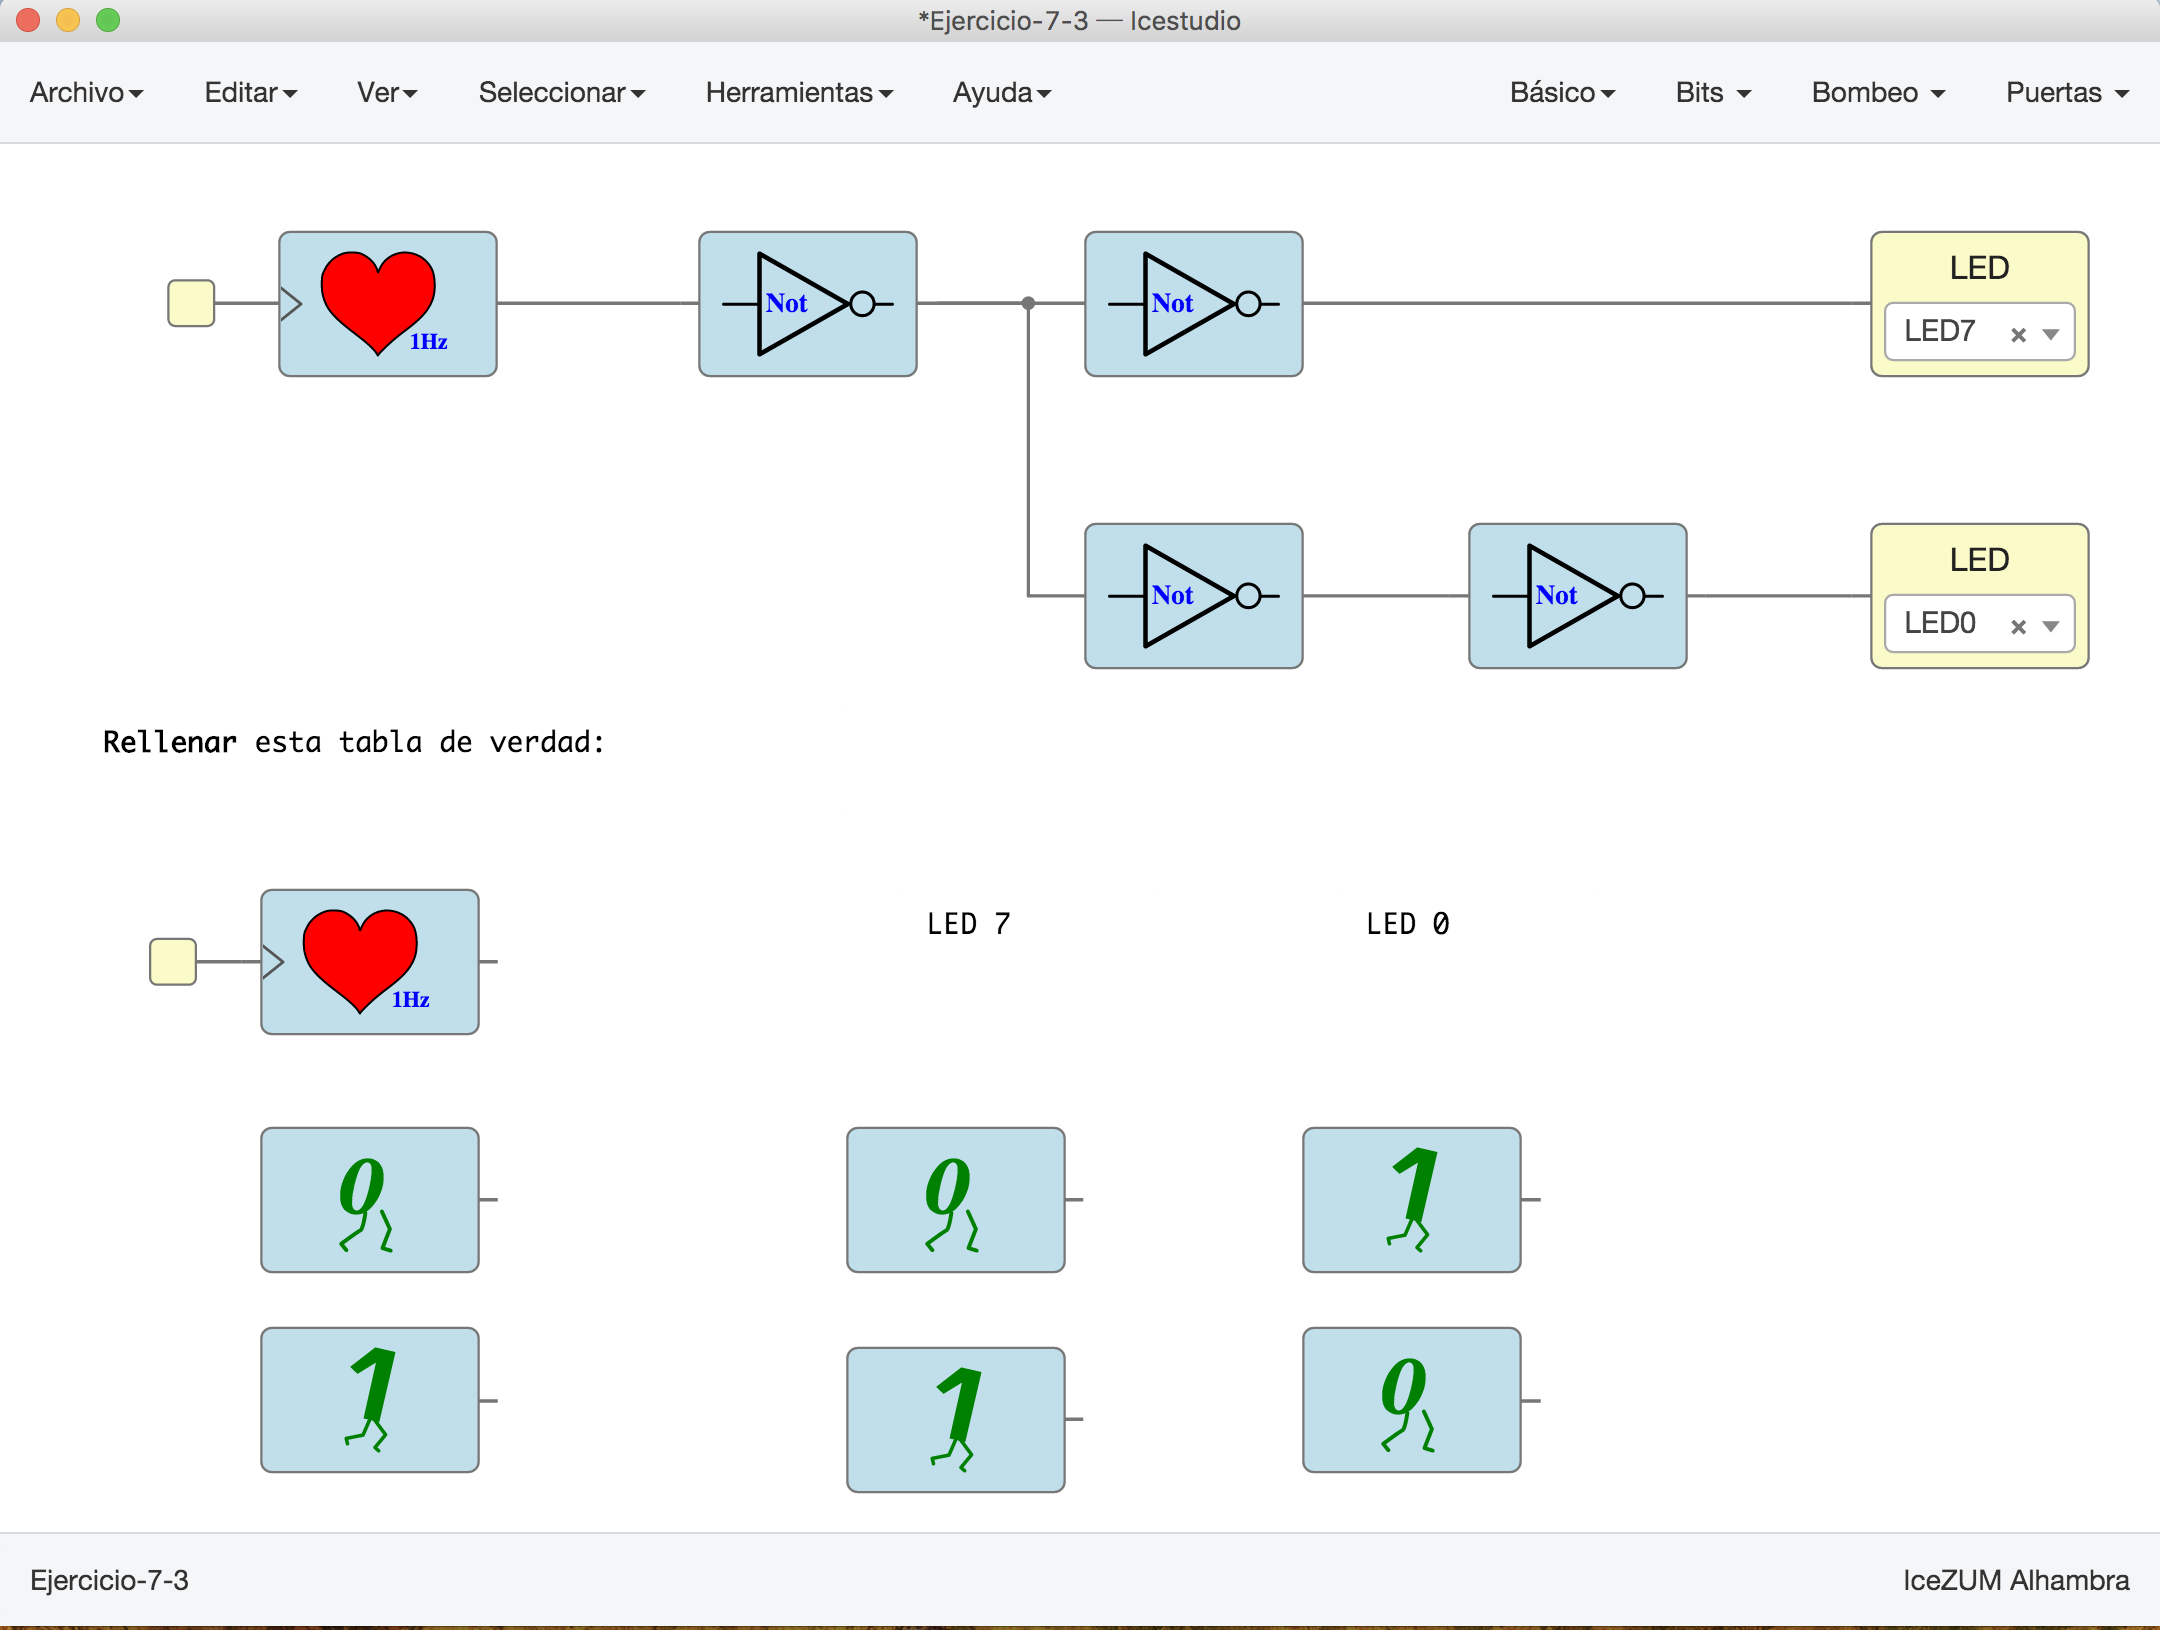 *Ejercicio-7-3 — Icestudio
Archivo Editar Ver Seleccionar Herramientas Ayuda Básico Bits Bombeo Puertas
1Hz Not Not LED
LED7
Not Not LED
LED0
Rellenar esta tabla de verdad:
LED 7 LED 0
1Hz
0 0 1
1 1 0
Ejercicio-7-3 IceZUM Alhambra